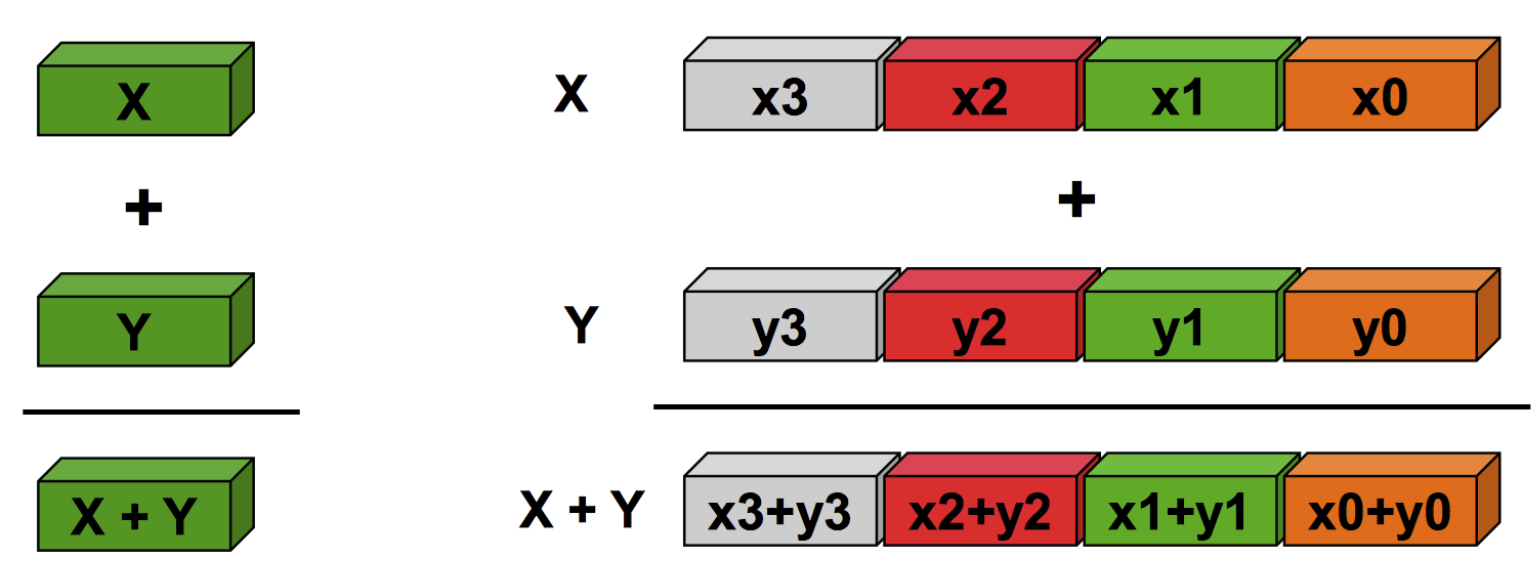 X
+
Y
X + Y
X x3 x2 x1 x0
+
Y y3 y2 y1 y0
X + Y x3+y3 x2+y2 x1+y1 x0+y0